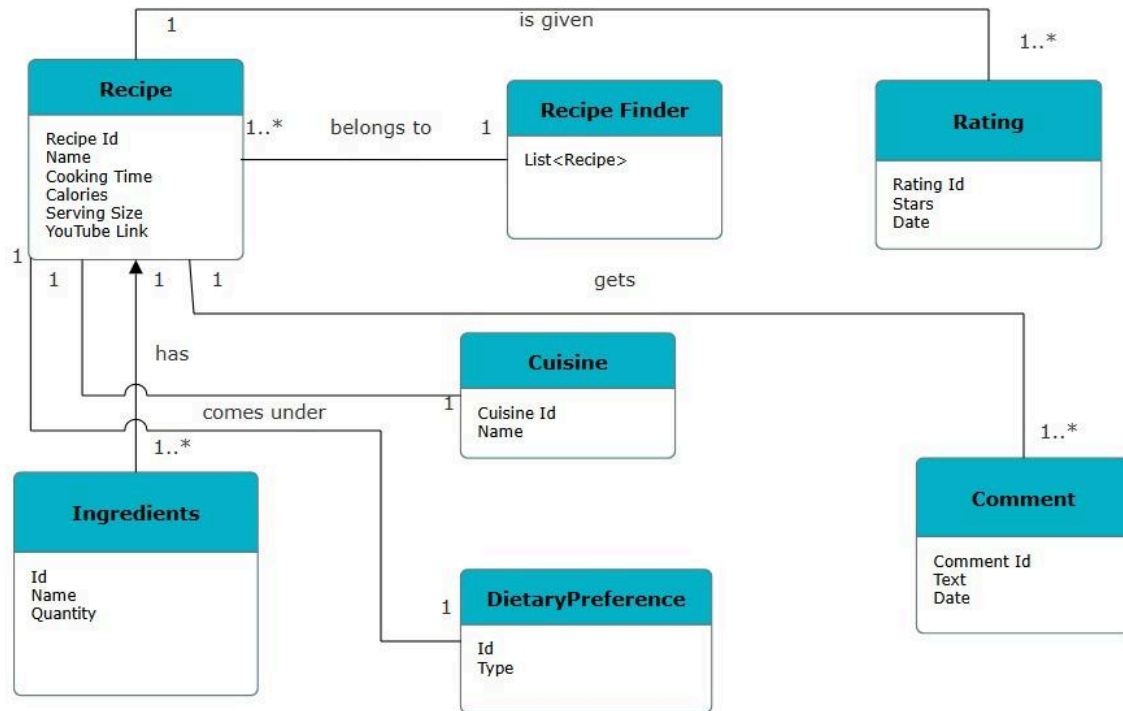 1
is given
1..*
Recipe
Recipe Id
Name
Cooking Time
Calories
Serving Size
YouTube Link
1..*
belongs to
1
Recipe Finder
List<Recipe>
Rating
Rating Id
Stars
Date
1
1
1
1
gets
has
comes under
Cuisine
Cuisine Id
Name
1
1..*
1..*
Ingredients
Id
Name
Quantity
1
DietaryPreference
Id
Type
Comment
Comment Id
Text
Date